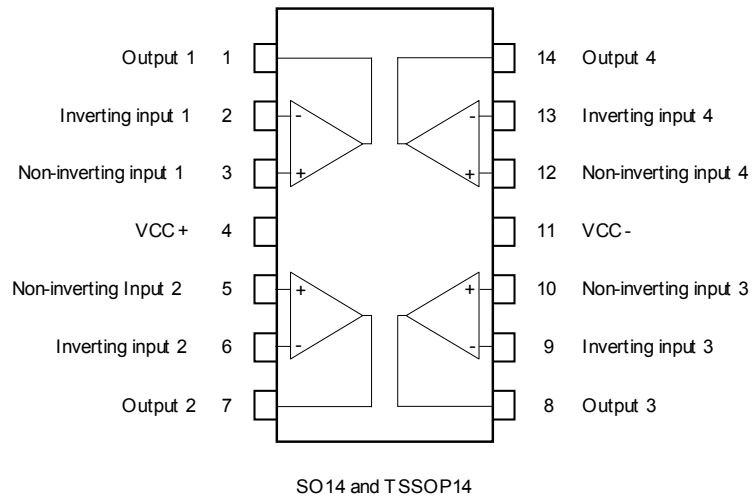 Output 1 1 14 Output 4
Inverting input 1 2 - - 13 Inverting input 4
Non-inverting input 1 3 + + 12 Non-inverting input 4
VCC+ 4 11 VCC-
Non-inverting Input 2 5 + + 10 Non-inverting input 3
Inverting input 2 6 - - 9 Inverting input 3
Output 2 7 8 Output 3
SO14 and TSSOP14